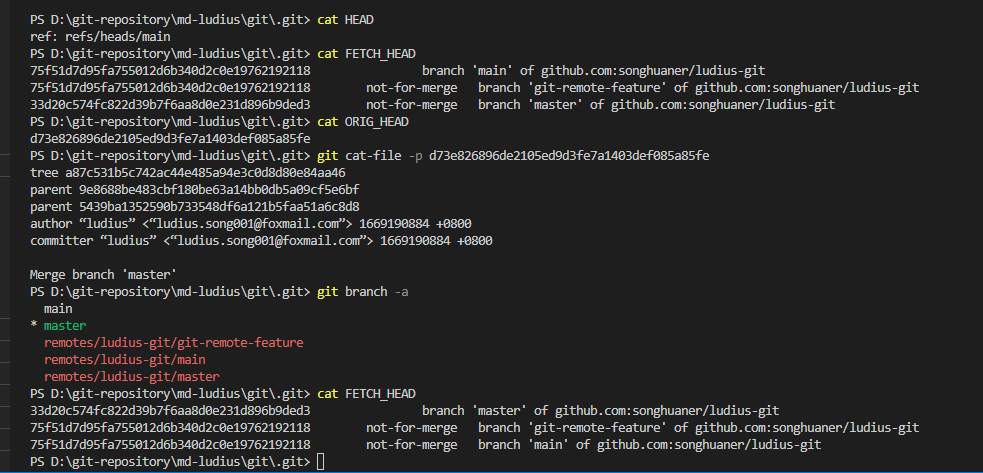 PS D:\git-repository\md-ludius\git\.git> cat HEAD
ref: refs/heads/main
PS D:\git-repository\md-ludius\git\.git> cat FETCH_HEAD
75f51d7d95fa755012d6b340d2c0e19762192118 branch 'main' of github.com:songhuaner/ludius-git
75f51d7d95fa755012d6b340d2c0e19762192118 not-for-merge branch 'git-remote-feature' of github.com:songhuaner/ludius-git
33d20c574fc822d39b7f6aa8d0e231d896b9ded3 not-for-merge branch 'master' of github.com:songhuaner/ludius-git
PS D:\git-repository\md-ludius\git\.git> cat ORIG_HEAD
d73e826896de2105ed9d3fe7a1403def085a85fe
PS D:\git-repository\md-ludius\git\.git> git cat-file -p d73e826896de2105ed9d3fe7a1403def085a85fe
tree a87c531b5c742ac44e485a94e3c0d8d80e84aa46
parent 9e8688be483cbf180be63a14bb0db5a09cf5e6bf
parent 5439ba1352590b733548df6a121b5faa51a6c8d8
author “ludius” <“ludius.song001@foxmail.com”> 1669190884 +0800
committer “ludius” <“ludius.song001@foxmail.com”> 1669190884 +0800
Merge branch 'master'
PS D:\git-repository\md-ludius\git\.git> git branch -a
main
* master
remotes/ludius-git/git-remote-feature
remotes/ludius-git/main
remotes/ludius-git/master
PS D:\git-repository\md-ludius\git\.git> cat FETCH_HEAD
33d20c574fc822d39b7f6aa8d0e231d896b9ded3 branch 'master' of github.com:songhuaner/ludius-git
75f51d7d95fa755012d6b340d2c0e19762192118 not-for-merge branch 'git-remote-feature' of github.com:songhuaner/ludius-git
75f51d7d95fa755012d6b340d2c0e19762192118 not-for-merge branch 'main' of github.com:songhuaner/ludius-git
PS D:\git-repository\md-ludius\git\.git>